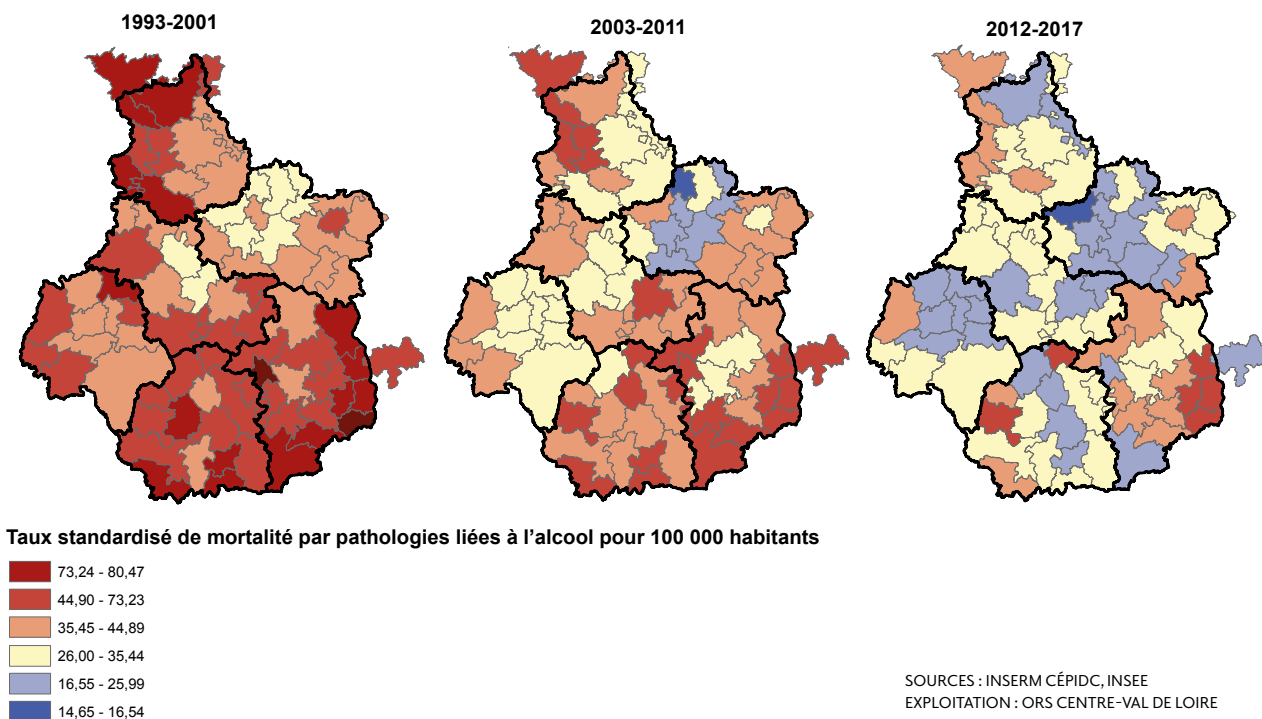 1993-2001
2003-2011
2012-2017
Taux standardisé de mortalité par pathologies liées à l'alcool pour 100 000 habitants
73,24 - 80,47
44,90 - 73,23
35,45 - 44,89
26,00 - 35,44
16,55 - 25,99
14,65 - 16,54
SOURCES : INSERM CÉPIDC, INSEE
EXPLOITATION : ORS CENTRE-VAL DE LOIRE